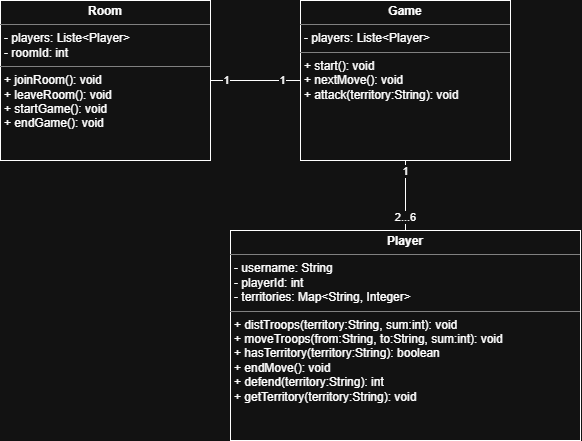 Room
- players: Liste<Player>
- roomId: int
+ joinRoom(): void
+ leaveRoom(): void
+ startGame(): void
+ endGame(): void
1
1
Game
- players: Liste<Player>
+ start(): void
+ nextMove(): void
+ attack(territory:String): void
1
2...6
Player
- username: String
- playerId: int
- territories: Map<String, Integer>
+ distTroops(territory:String, sum:int): void
+ moveTroops(from:String, to:String, sum:int): void
+ hasTerritory(territory:String): boolean
+ endMove(): void
+ defend(territory:String): int
+ getTerritory(territory:String): void